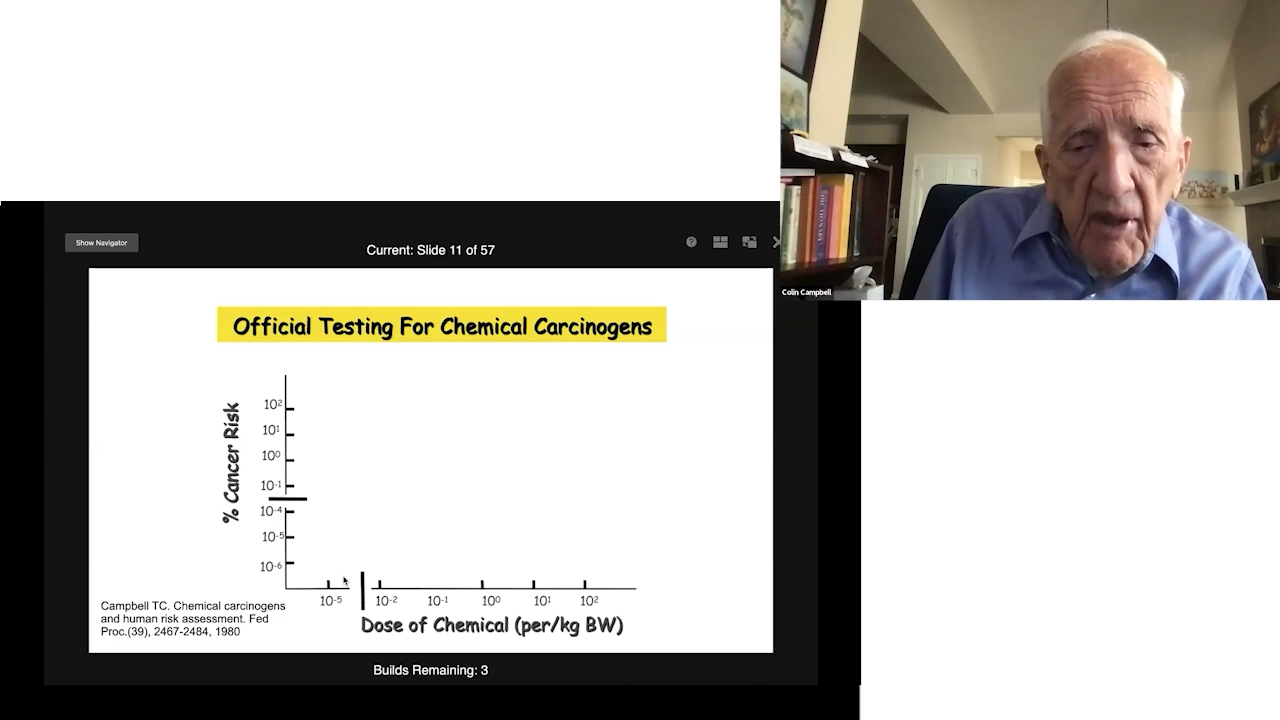 Colin Campbell
Show Navigator
Current: Slide 11 of 57
Official Testing For Chemical Carcinogens
% Cancer Risk
10²
10¹
10⁰
10⁻¹
10⁻⁴
10⁻⁵
10⁻⁶
10⁻⁵ 10⁻² 10⁻¹ 10⁰ 10¹ 10²
Dose of Chemical (per/kg BW)
Campbell TC. Chemical carcinogens
and human risk assessment. Fed
Proc.(39), 2467-2484, 1980
Builds Remaining: 3